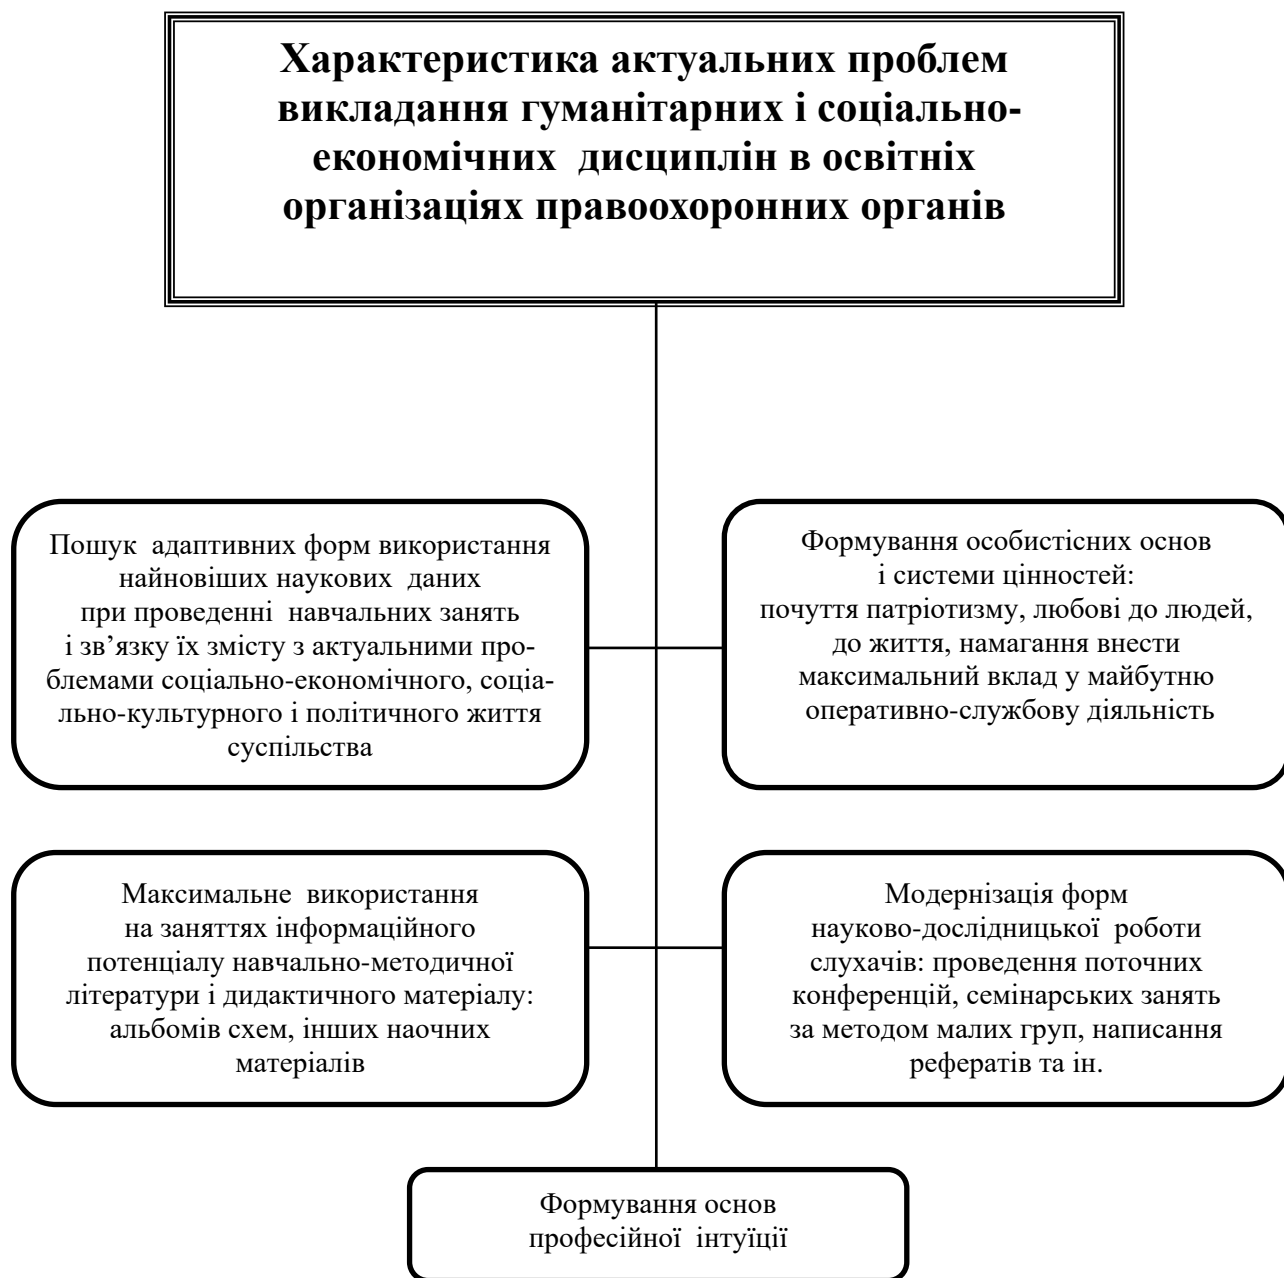 Характеристика актуальних проблем
викладання гуманітарних і соціально-
економічних дисциплін в освітніх
організаціях правоохоронних органів
Пошук адаптивних форм використання
найновіших наукових даних
при проведенні навчальних занять
і зв’язку їх змісту з актуальними про-
блемами соціально-економічного, соціа-
льно-культурного і політичного життя
суспільства
Формування особистісних основ
і системи цінностей:
почуття патріотизму, любові до людей,
до життя, намагання внести
максимальний вклад у майбутню
оперативно-службову діяльність
Максимальне використання
на заняттях інформаційного
потенціалу навчально-методичної
літератури і дидактичного матеріалу:
альбомів схем, інших наочних
матеріалів
Модернізація форм
науково-дослідницької роботи
слухачів: проведення поточних
конференцій, семінарських занять
за методом малих груп, написання
рефератів та ін.
Формування основ
професійної інтуїції